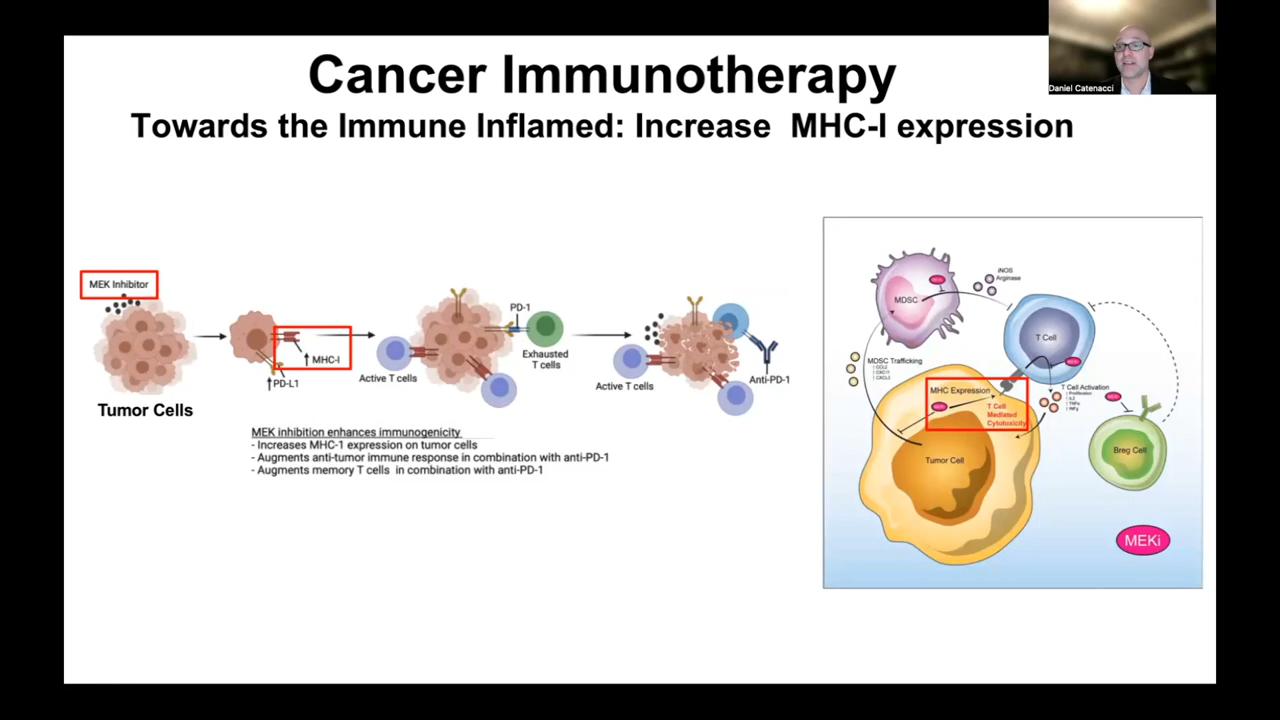 Cancer Immunotherapy
Towards the Immune Inflamed: Increase MHC-I expression
Daniel Catenacci
MEK Inhibitor
Tumor Cells
↑ MHC-I
↑PD-L1
Active T cells
PD-1
Exhausted
T cells
Active T cells
Anti-PD-1
MEK inhibition enhances immunogenicity
- Increases MHC-1 expression on tumor cells
- Augments anti-tumor immune response in combination with anti-PD-1
- Augments memory T cells in combination with anti-PD-1
MDSC
iNOS
Arginase
T Cell
MDSC Trafficking
MHC Expression
T Cell
Mediated
Cytotoxicity
T Cell Activation
Tumor Cell
Breg Cell
MEKi